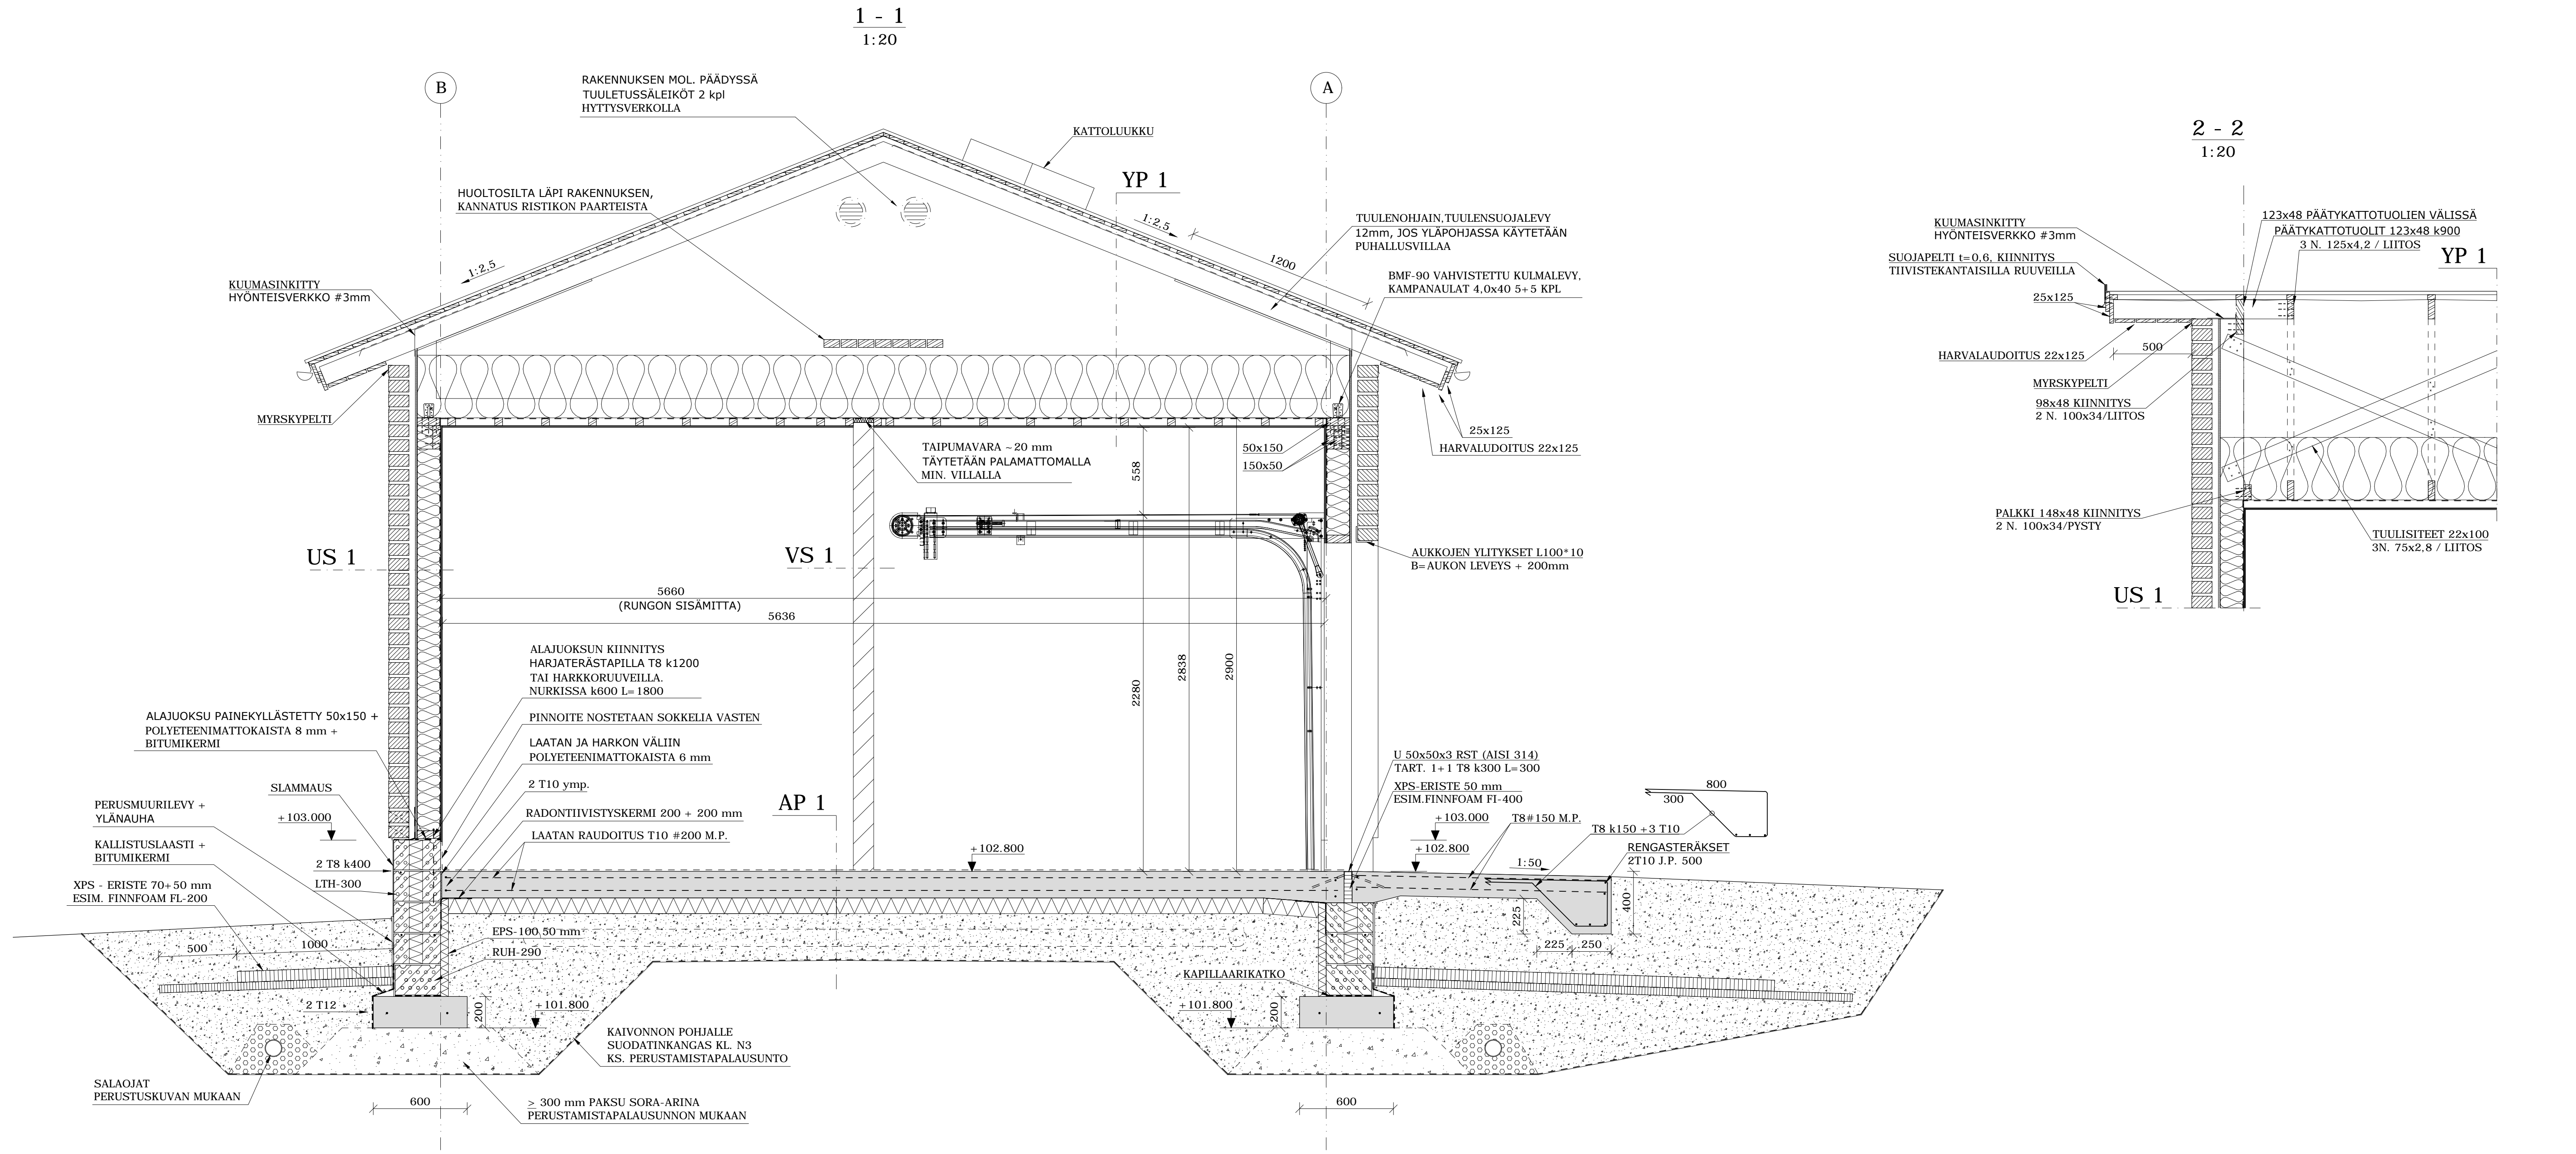 1 - 1
1:20
B
A
RAKENNUKSEN MOL. PÄÄDYSSÄ
TUULETUSSÄLEIKÖT 2 kpl
HYTTYSVERKOLLA
KATTOLUUKKU
YP 1
HUOLTOSILTA LÄPI RAKENNUKSEN,
KANNATUS RISTIKON PAARTEISTA
1:2,5
1:2,5
1200
TUULENOHJAIN,TUULENSUOJALEVY
12mm, JOS YLÄPOHJASSA KÄYTETÄÄN
PUHALLUSVILLAA
BMF-90 VAHVISTETTU KULMALEVY,
KAMPANAULAT 4,0x40 5+5 KPL
KUUMASINKITTY
HYÖNTEISVERKKO #3mm
MYRSKYPELTI
TAIPUMAVARA ~20 mm
TÄYTETÄÄN PALAMATTOMALLA
MIN. VILLALLA
50x150
150x50
25x125
HARVALUDOITUS 22x125
558
US 1
VS 1
AUKKOJEN YLITYKSET L100*10
B=AUKON LEVEYS + 200mm
5660
(RUNGON SISÄMITTA)
5636
2280
2838
2900
ALAJUOKSUN KIINNITYS
HARJATERÄSTAPILLA T8 k1200
TAI HARKKORUUVEILLA.
NURKISSA k600 L=1800
ALAJUOKSU PAINEKYLLÄSTETTY 50x150 +
POLYETEENIMATTOKAISTA 8 mm +
BITUMIKERMI
PINNOITE NOSTETAAN SOKKELIA VASTEN
LAATAN JA HARKON VÄLIIN
POLYETEENIMATTOKAISTA 6 mm
2 T10 ymp.
RADONTIIVISTYSKERMI 200 + 200 mm
LAATAN RAUDOITUS T10 #200 M.P.
AP 1
SLAMMAUS
PERUSMUURILEVY +
YLÄNAUHA
+103.000
KALLISTUSLAASTI +
BITUMIKERMI
2 T8 k400
XPS - ERISTE 70+50 mm
ESIM. FINNFOAM FL-200
LTH-300
+102.800
U 50x50x3 RST (AISI 314)
TART. 1+1 T8 k300 L=300
XPS-ERISTE 50 mm
ESIM.FINNFOAM FI-400
+103.000
+102.800
T8#150 M.P.
800
300
T8 k150 +3 T10
RENGASTERÄKSET
2T10 J.P. 500
1:50
225
400
225
250
500
1000
EPS-100 50 mm
RUH-290
KAPILLAARIKATKO
2 T12
200
+101.800
+101.800
200
KAIVONNON POHJALLE
SUODATINKANGAS KL. N3
KS. PERUSTAMISTAPALAUSUNTO
SALAOJAT
PERUSTUSKUVAN MUKAAN
600
> 300 mm PAKSU SORA-ARINA
PERUSTAMISTAPALAUSUNNON MUKAAN
600
2 - 2
1:20
KUUMASINKITTY
HYÖNTEISVERKKO #3mm
123x48 PÄÄTYKATTOTUOLIEN VÄLISSÄ
PÄÄTYKATTOTUOLIT 123x48 k900
3 N. 125x4,2 / LIITOS
YP 1
SUOJAPELTI t=0,6, KIINNITYS
TIIVISTEKANTAISILLA RUUVEILLA
25x125
HARVALAUDOITUS 22x125
500
MYRSKYPELTI
98x48 KIINNITYS
2 N. 100x34/LIITOS
PALKKI 148x48 KIINNITYS
2 N. 100x34/PYSTY
TUULISITEET 22x100
3N. 75x2,8 / LIITOS
US 1